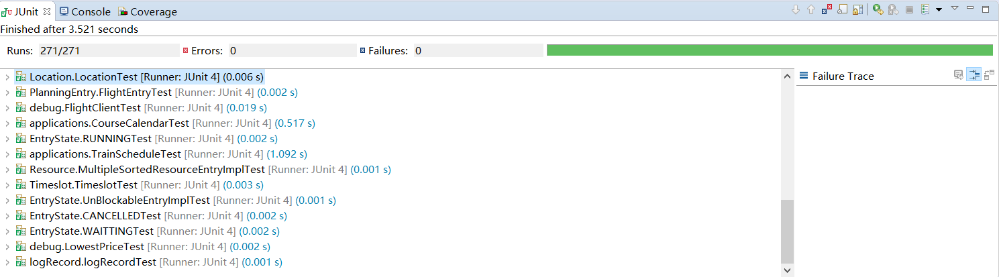 JUnit Console Coverage
Finished after 3.521 seconds
Runs: 271/271 Errors: 0 Failures: 0
Location.LocationTest [Runner: JUnit 4] (0.006 s)
Failure Trace
PlanningEntry.FlightEntryTest [Runner: JUnit 4] (0.002 s)
debug.FlightClientTest [Runner: JUnit 4] (0.019 s)
applications.CourseCalendarTest [Runner: JUnit 4] (0.517 s)
EntryState.RUNNINGTest [Runner: JUnit 4] (0.002 s)
applications.TrainScheduleTest [Runner: JUnit 4] (1.092 s)
Resource.MultipleSortedResourceEntryImplTest [Runner: JUnit 4] (0.001 s)
Timeslot.TimeslotTest [Runner: JUnit 4] (0.003 s)
EntryState.UnBlockableEntryImplTest [Runner: JUnit 4] (0.001 s)
EntryState.CANCELLEDTest [Runner: JUnit 4] (0.002 s)
EntryState.WAITTINGTest [Runner: JUnit 4] (0.002 s)
debug.LowestPriceTest [Runner: JUnit 4] (0.002 s)
logRecord.logRecordTest [Runner: JUnit 4] (0.001 s)